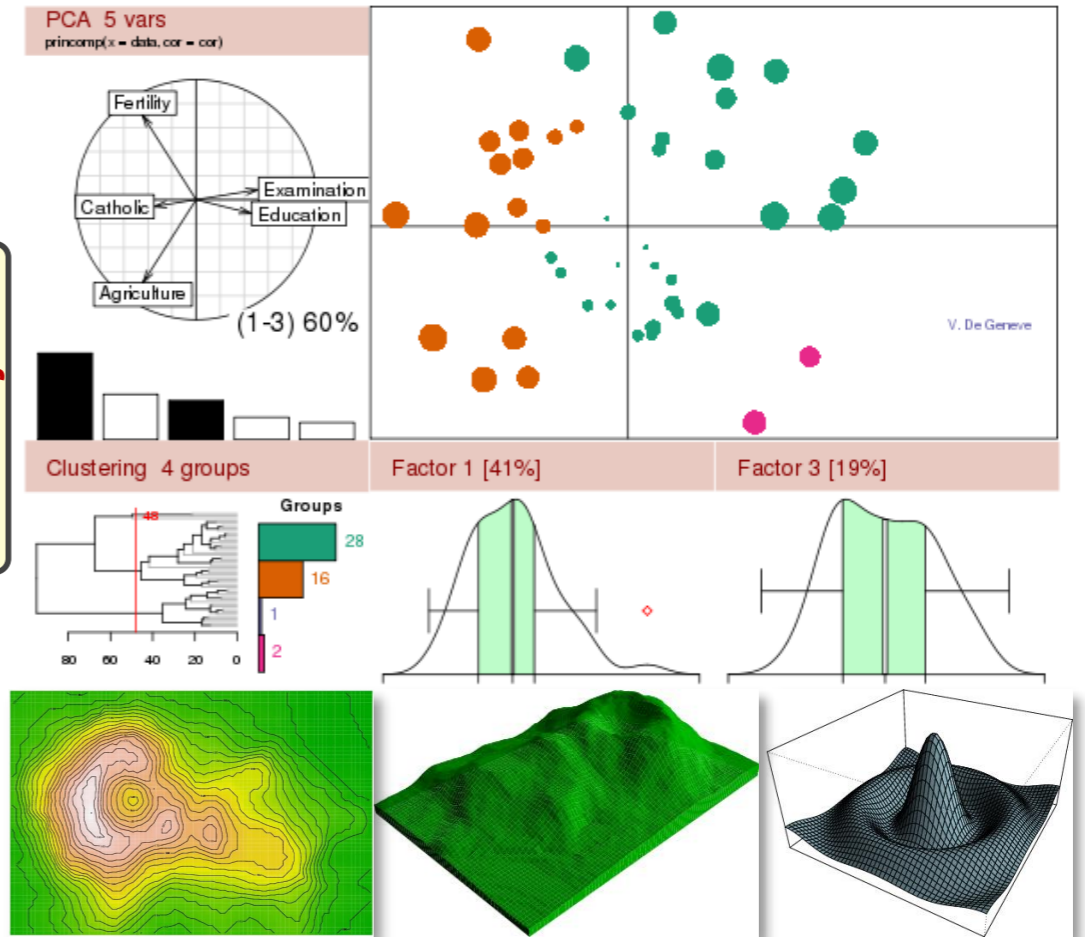 PCA 5 vars
princomp(x = data, cor = cor)
Fertility
Catholic
Examination
Education
Agriculture
(1-3) 60%
V. De Geneve
Clustering 4 groups
Factor 1 [41%]
Factor 3 [19%]
48
Groups
28
16
1
2
80 60 40 20 0